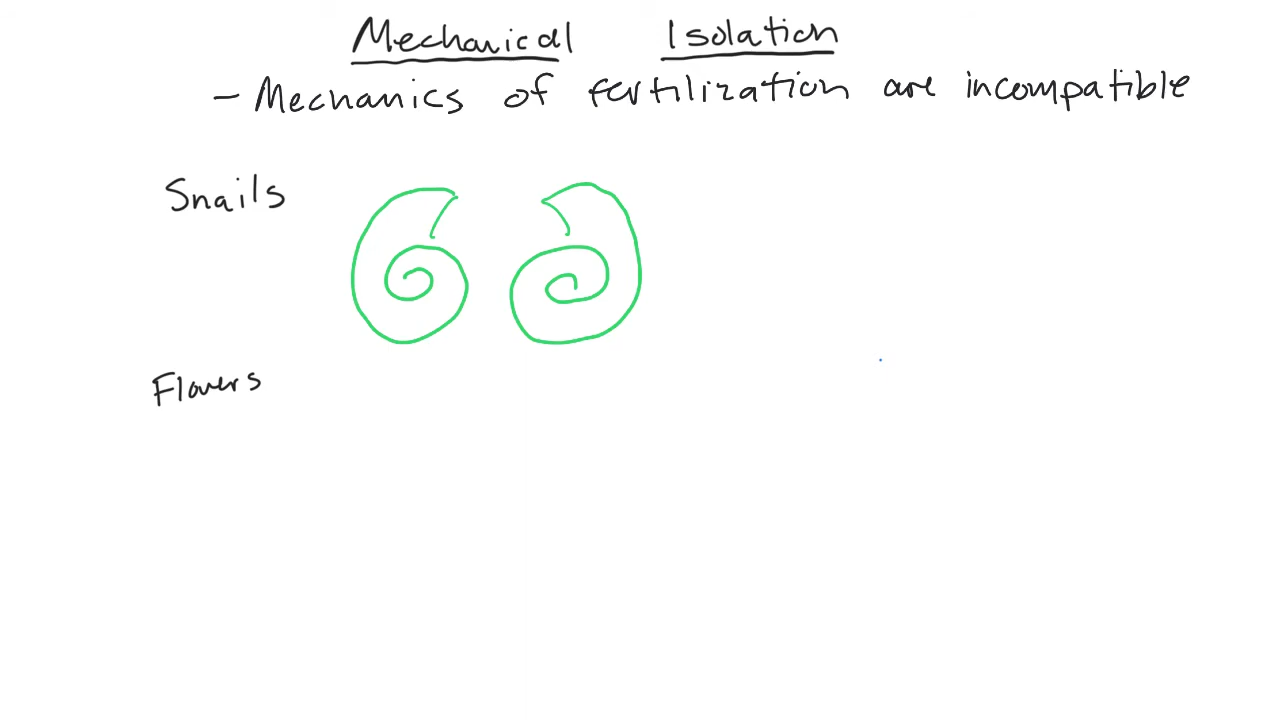 Mechanical Isolation
- Mechanics of fertilization are incompatible
Snails
Flowers